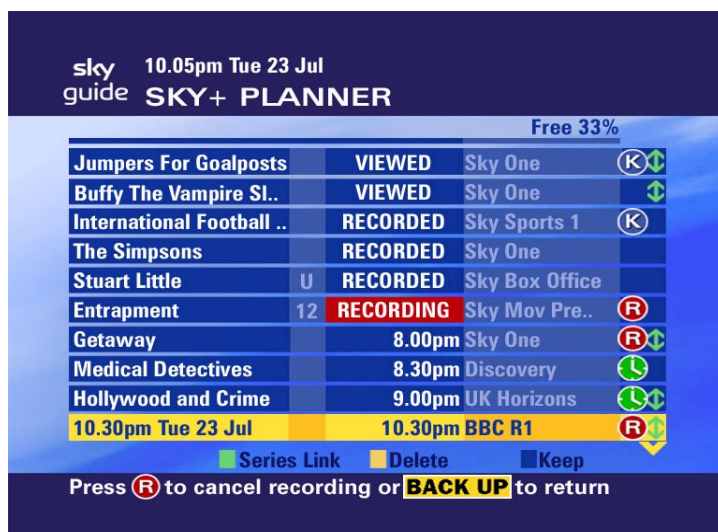 sky guide 10.05pm Tue 23 Jul
SKY+ PLANNER
Free 33%
Jumpers For Goalposts VIEWED Sky One K
Buffy The Vampire Sl.. VIEWED Sky One
International Football .. RECORDED Sky Sports 1 K
The Simpsons RECORDED Sky One
Stuart Little U RECORDED Sky Box Office
Entrapment 12 RECORDING Sky Mov Pre.. R
Getaway 8.00pm Sky One R
Medical Detectives 8.30pm Discovery
Hollywood and Crime 9.00pm UK Horizons
10.30pm Tue 23 Jul 10.30pm BBC R1 R
Series Link Delete Keep
Press R to cancel recording or BACK UP to return